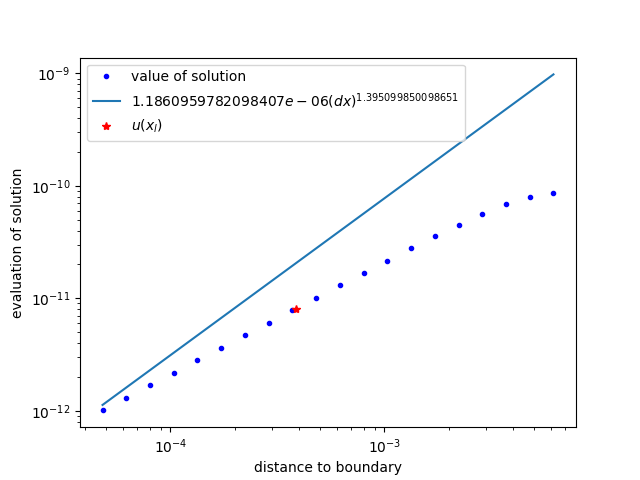 value of solution
1.1860959782098407e − 06(dx)^1.395099850098651
u(x_l)
10^−9
10^−10
10^−11
10^−12
evaluation of solution
10^−4
10^−3
distance to boundary